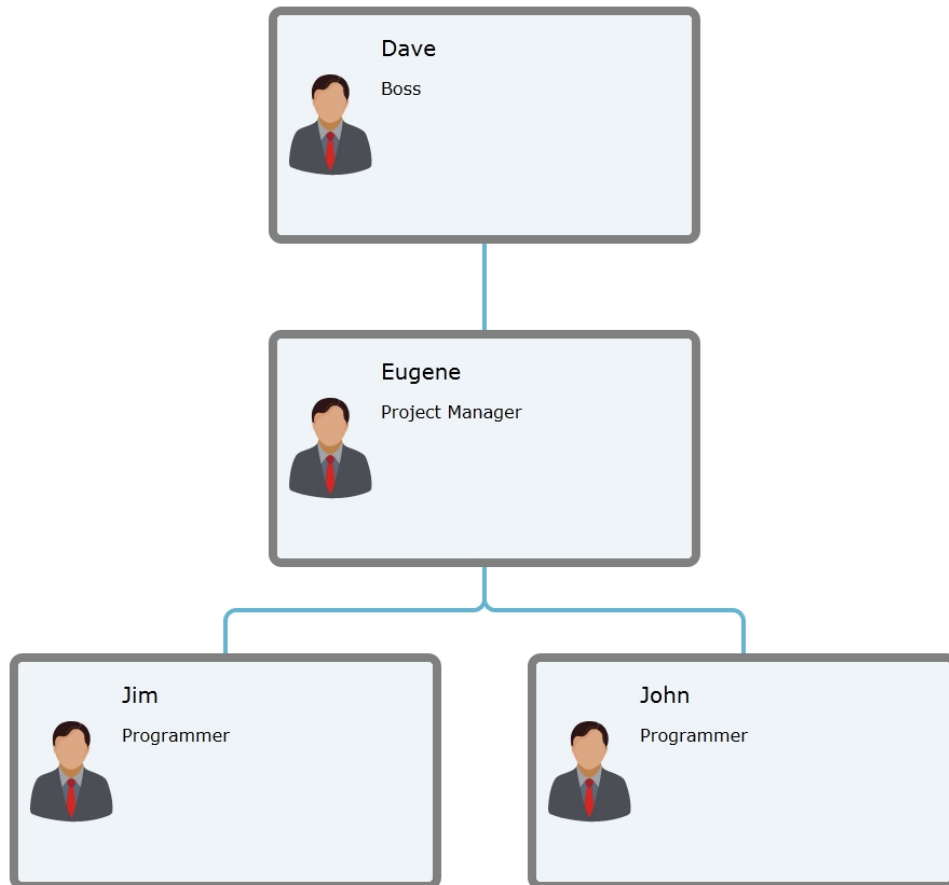 Dave
Boss
Eugene
Project Manager
Jim
Programmer
John
Programmer